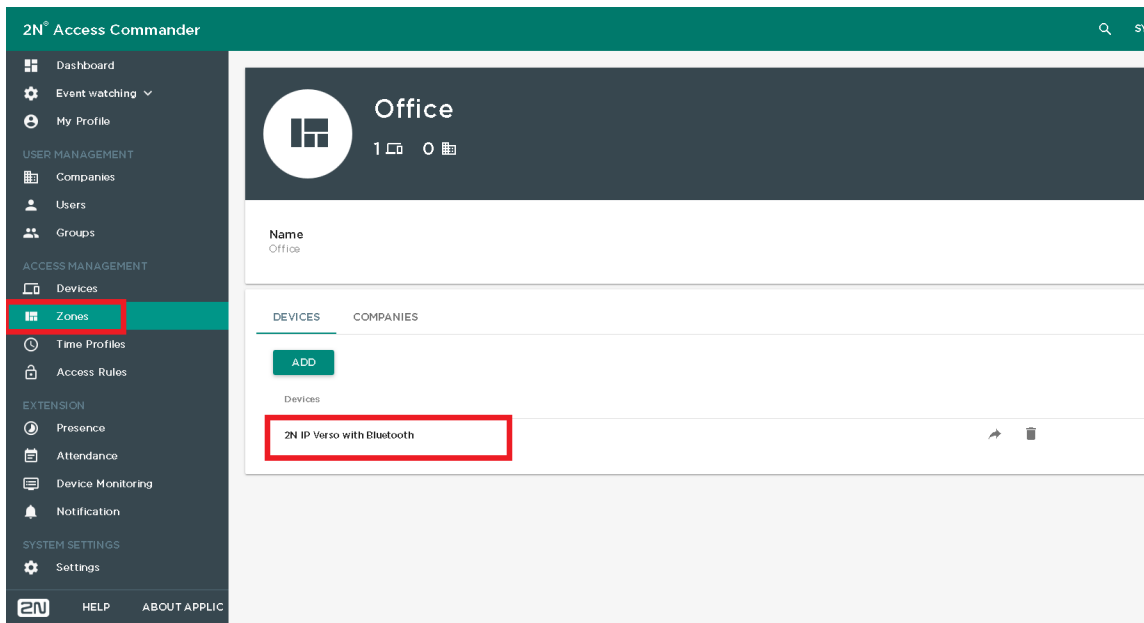 2N® Access Commander
Dashboard
Event watching
My Profile
USER MANAGEMENT
Companies
Users
Groups
ACCESS MANAGEMENT
Devices
Zones
Time Profiles
Access Rules
EXTENSION
Presence
Attendance
Device Monitoring
Notification
SYSTEM SETTINGS
Settings
2N HELP ABOUT APPLIC
Office
1 0
Name
Office
DEVICES COMPANIES
ADD
Devices
2N IP Verso with Bluetooth